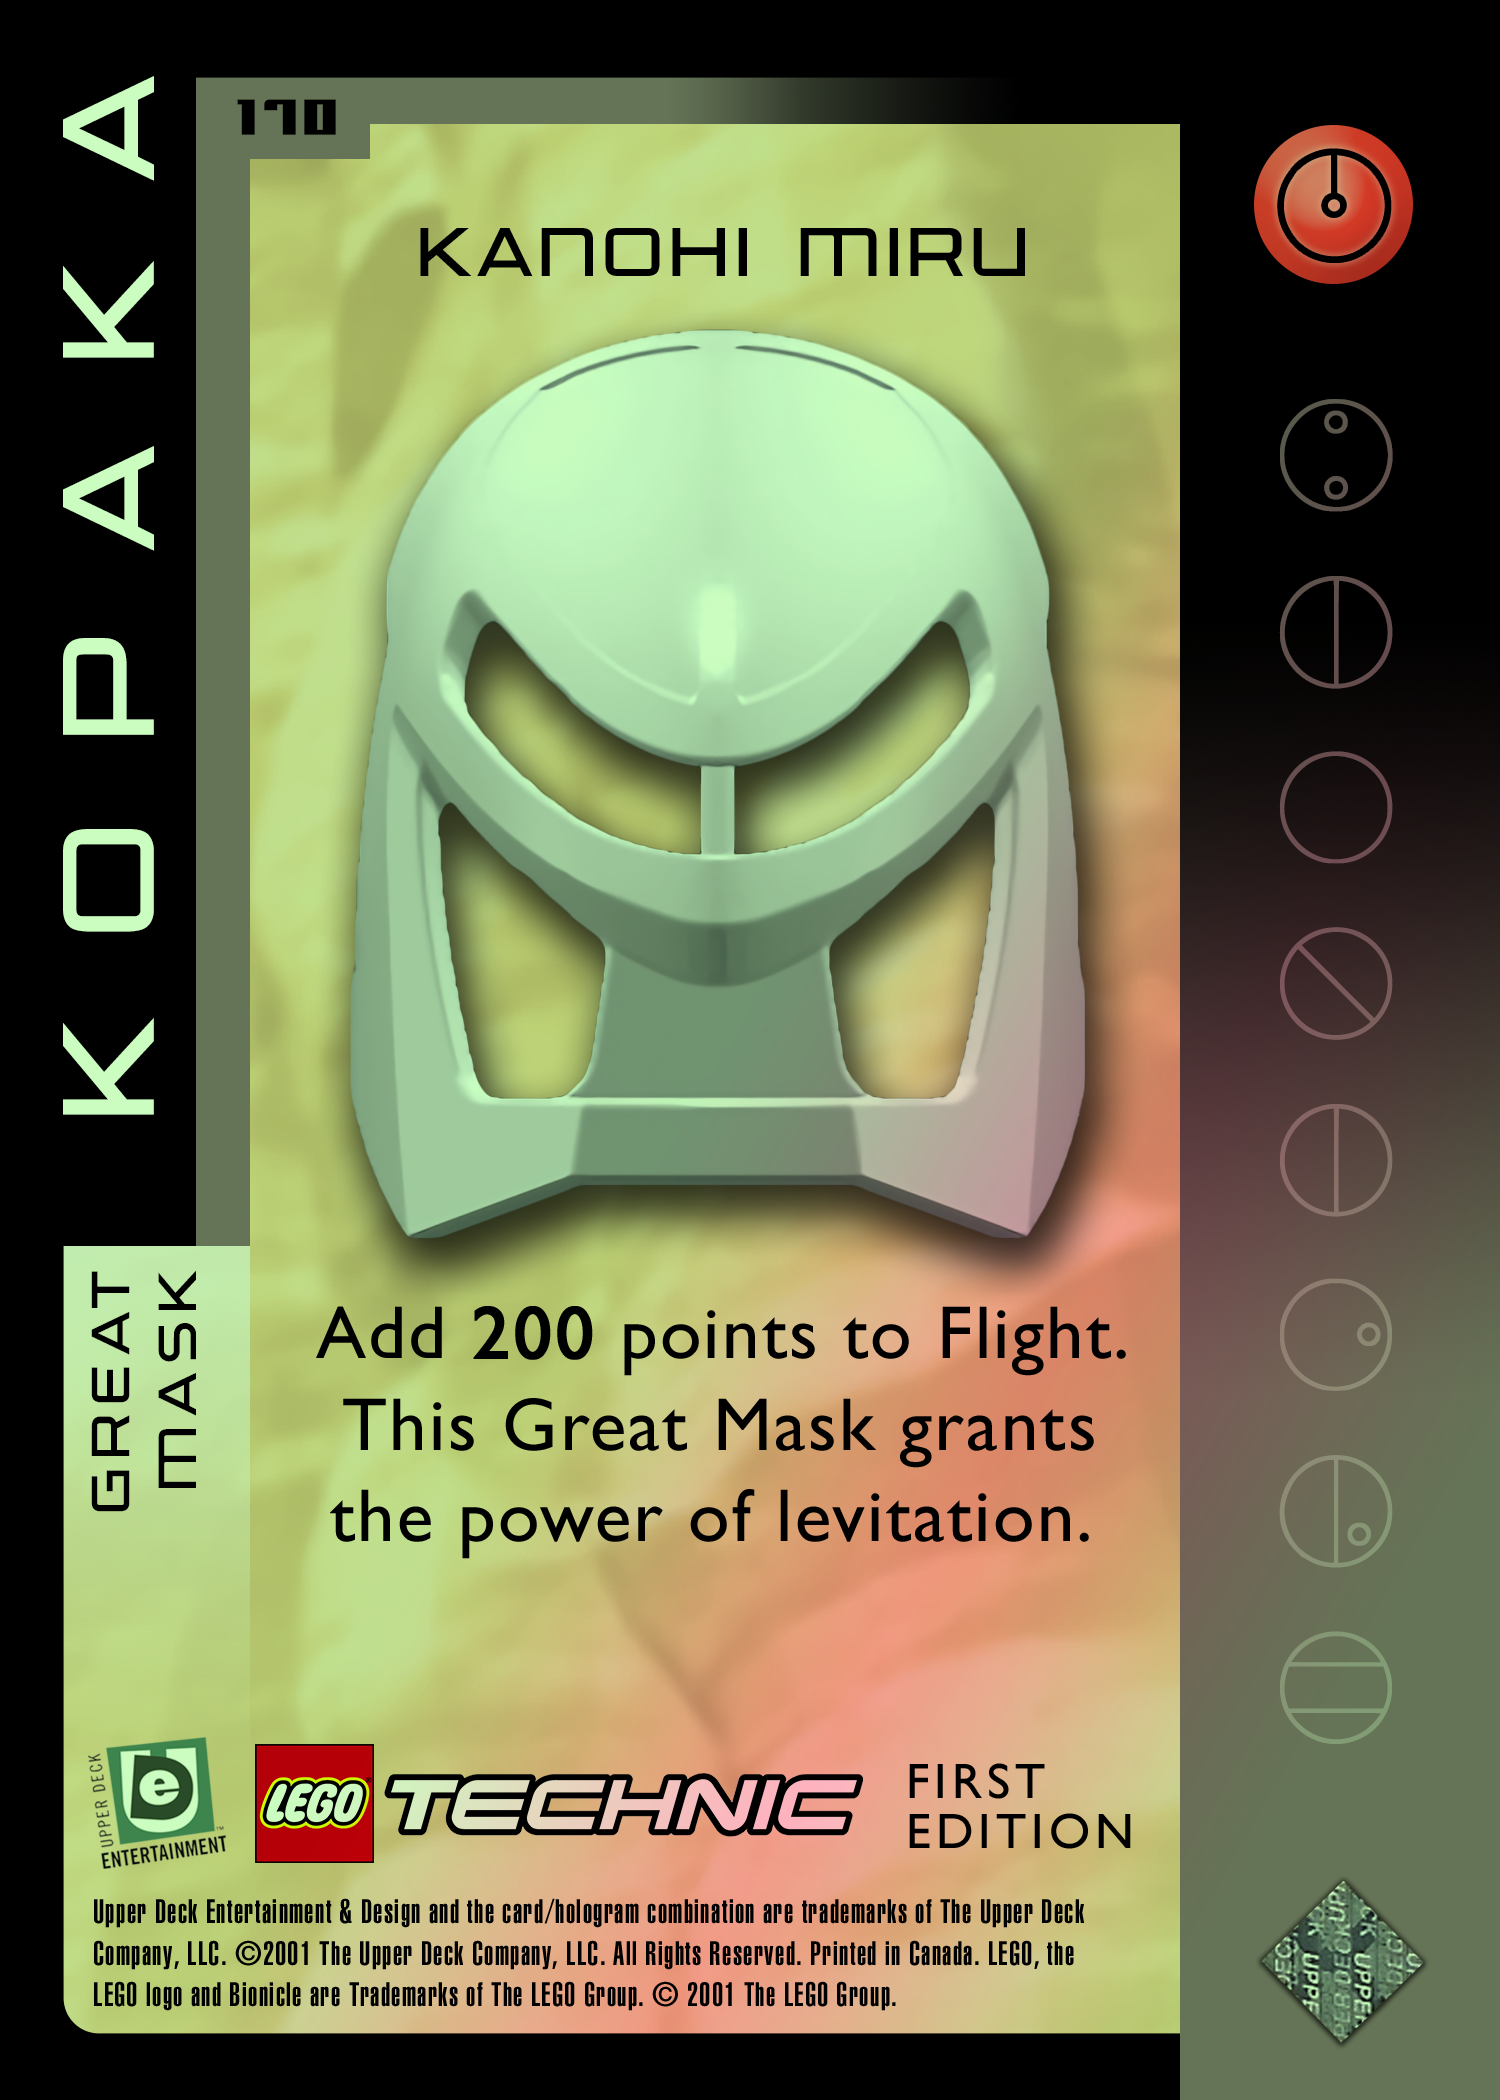 KOPAKA
170
KANOHI MIRU
GREAT
MASK
Add 200 points to Flight.
This Great Mask grants
the power of levitation.
UPPER DECK
e
ENTERTAINMENT
™
LEGO
TECHNIC
FIRST
EDITION
Upper Deck Entertainment & Design and the card/hologram combination are trademarks of The Upper Deck
Company, LLC. ©2001 The Upper Deck Company, LLC. All Rights Reserved. Printed in Canada. LEGO, the
LEGO logo and Bionicle are Trademarks of The LEGO Group. © 2001 The LEGO Group.